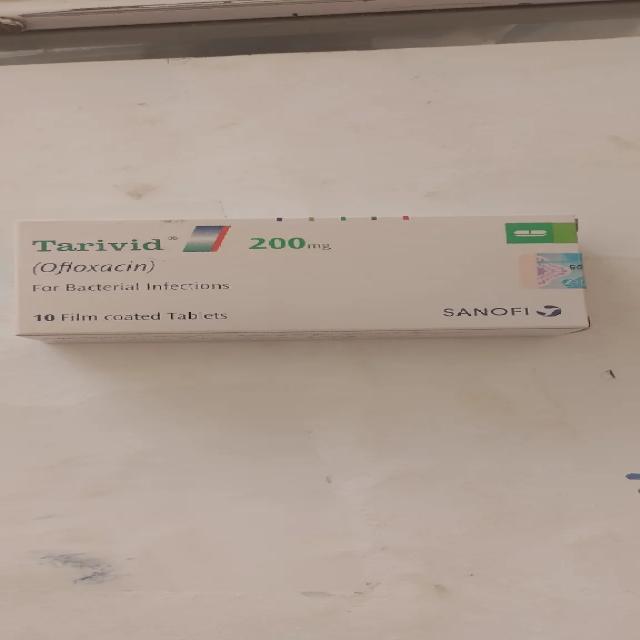 Tarivid® 200mg
(Ofloxacin)
For Bacterial Infections
10 Film coated Tablets
SANOFI